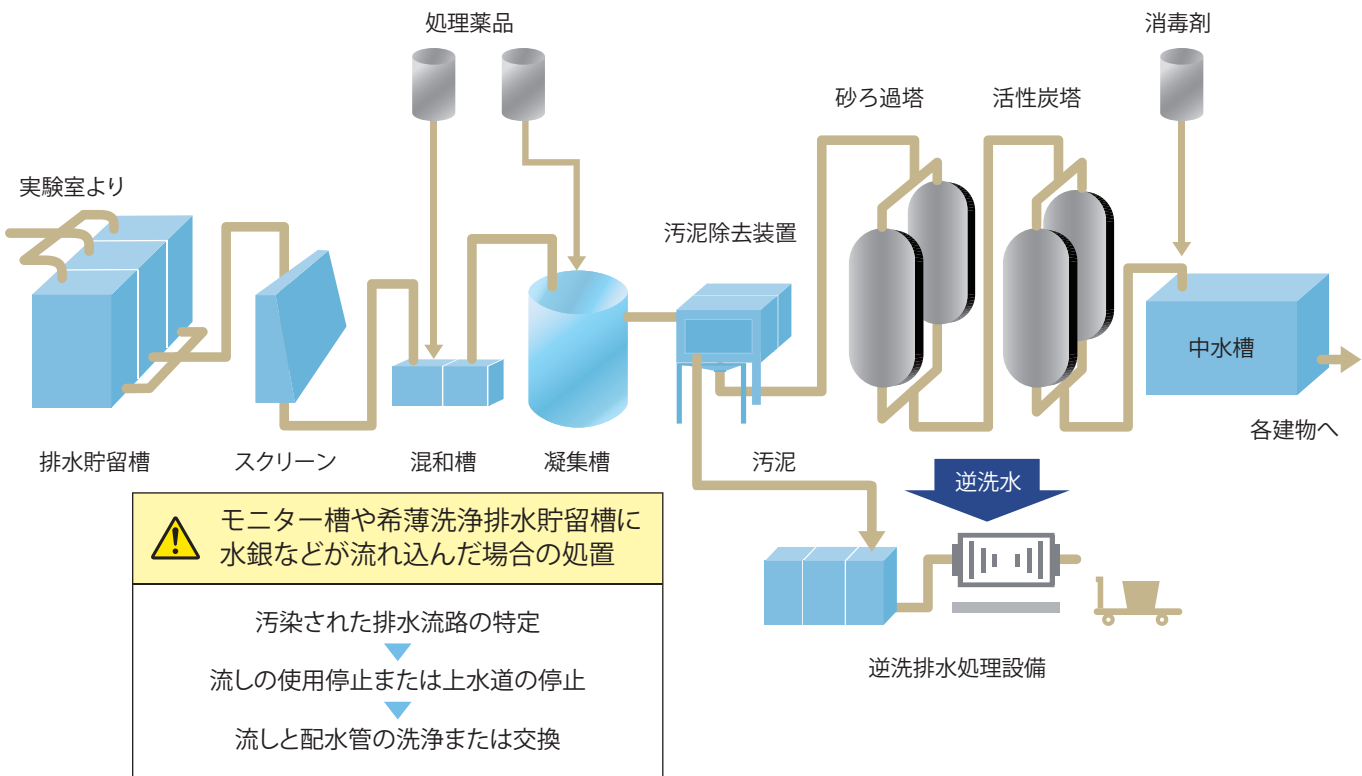 処理薬品
消毒剤
砂ろ過塔
活性炭塔
実験室より
汚泥除去装置
中水槽
各建物へ
排水貯留槽
スクリーン
混和槽
凝集槽
汚泥
逆洗水
モニター槽や希薄洗浄排水貯留槽に
水銀などが流れ込んだ場合の処置
汚染された排水流路の特定
流しの使用停止または上水道の停止
流しと配水管の洗浄または交換
逆洗排水処理設備